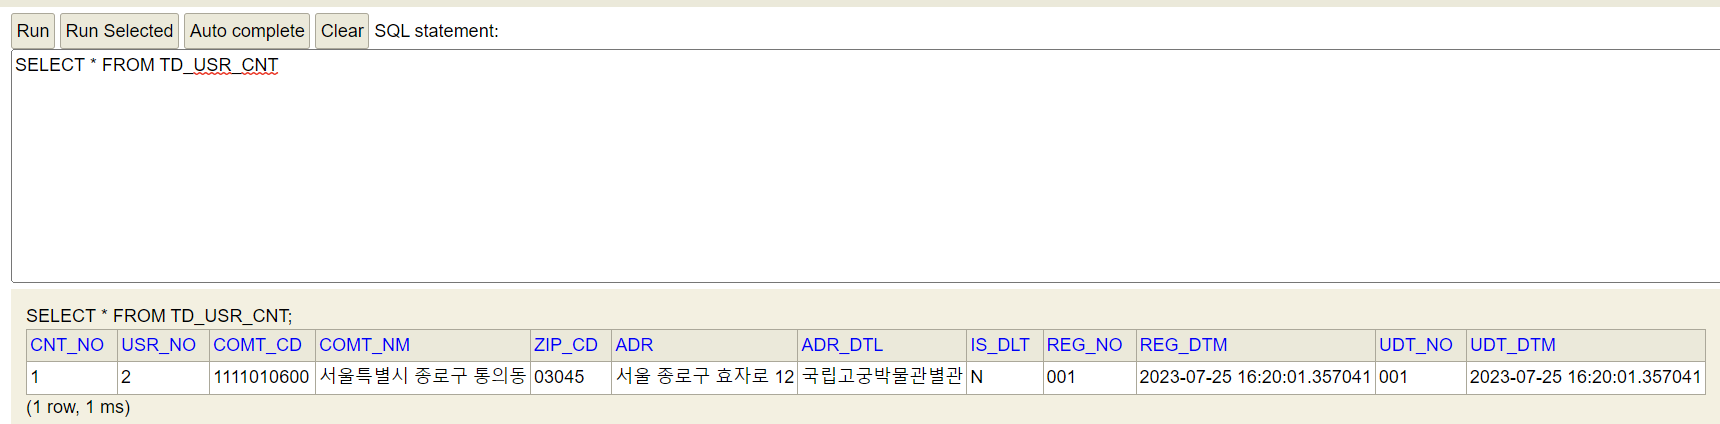 Run Run Selected Auto complete Clear SQL statement:
SELECT * FROM TD_USR_CNT
SELECT * FROM TD_USR_CNT;
CNT_NO USR_NO COMT_CD COMT_NM ZIP_CD ADR ADR_DTL IS_DLT REG_NO REG_DTM UDT_NO UDT_DTM
1 2 1111010600 서울특별시 종로구 통의동 03045 서울 종로구 효자로 12 국립고궁박물관별관 N 001 2023-07-25 16:20:01.357041 001 2023-07-25 16:20:01.357041
(1 row, 1 ms)